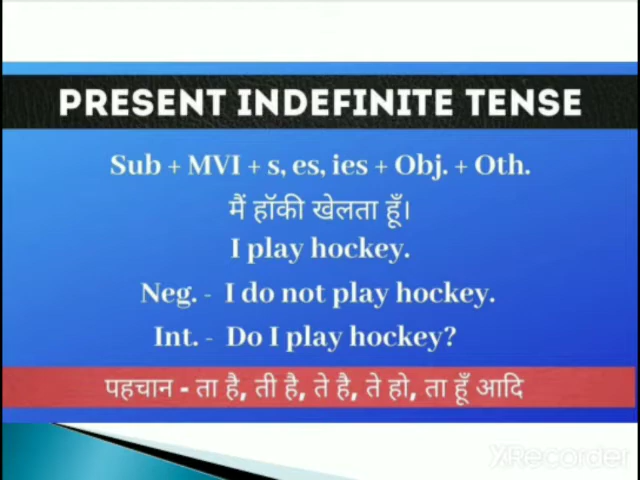 PRESENT INDEFINITE TENSE
Sub + MVI + s, es, ies + Obj. + Oth.
मैं हॉकी खेलता हूँ।
I play hockey.
Neg. - I do not play hockey.
Int. - Do I play hockey?
पहचान - ता है, ती है, ते है, ते हो, ता हूँ आदि
XRecorder